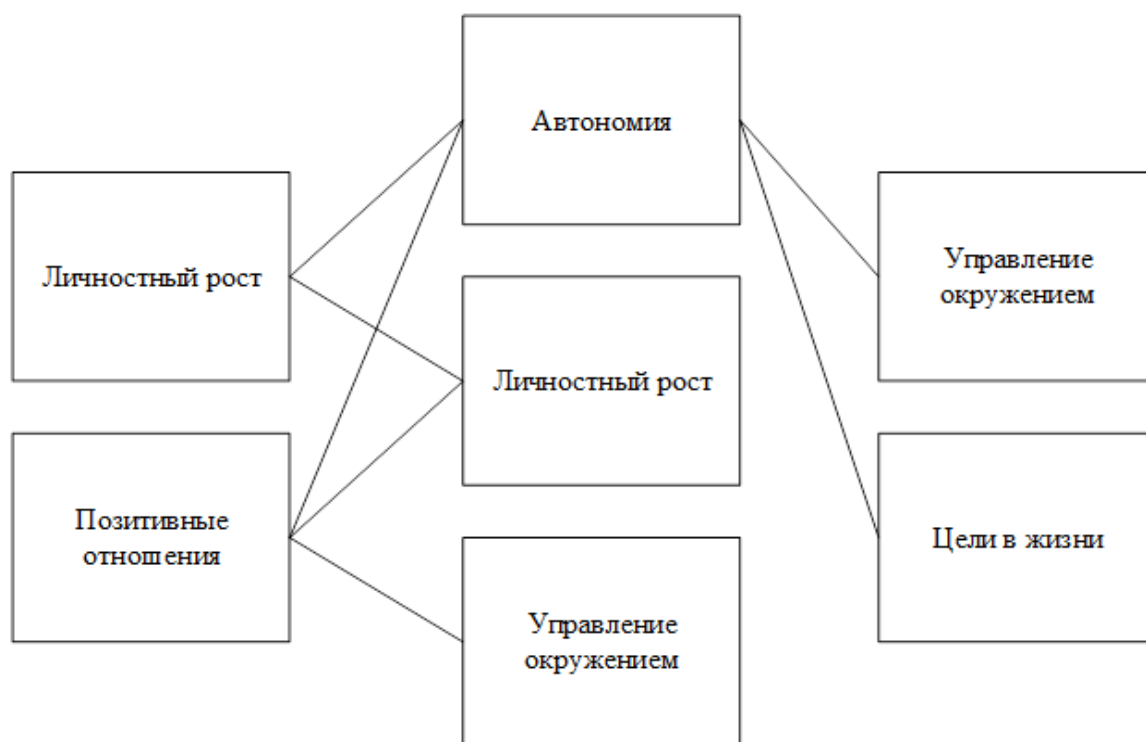 Автономия
Личностный рост
Управление
окружением
Личностный рост
Позитивные
отношения
Цели в жизни
Управление
окружением